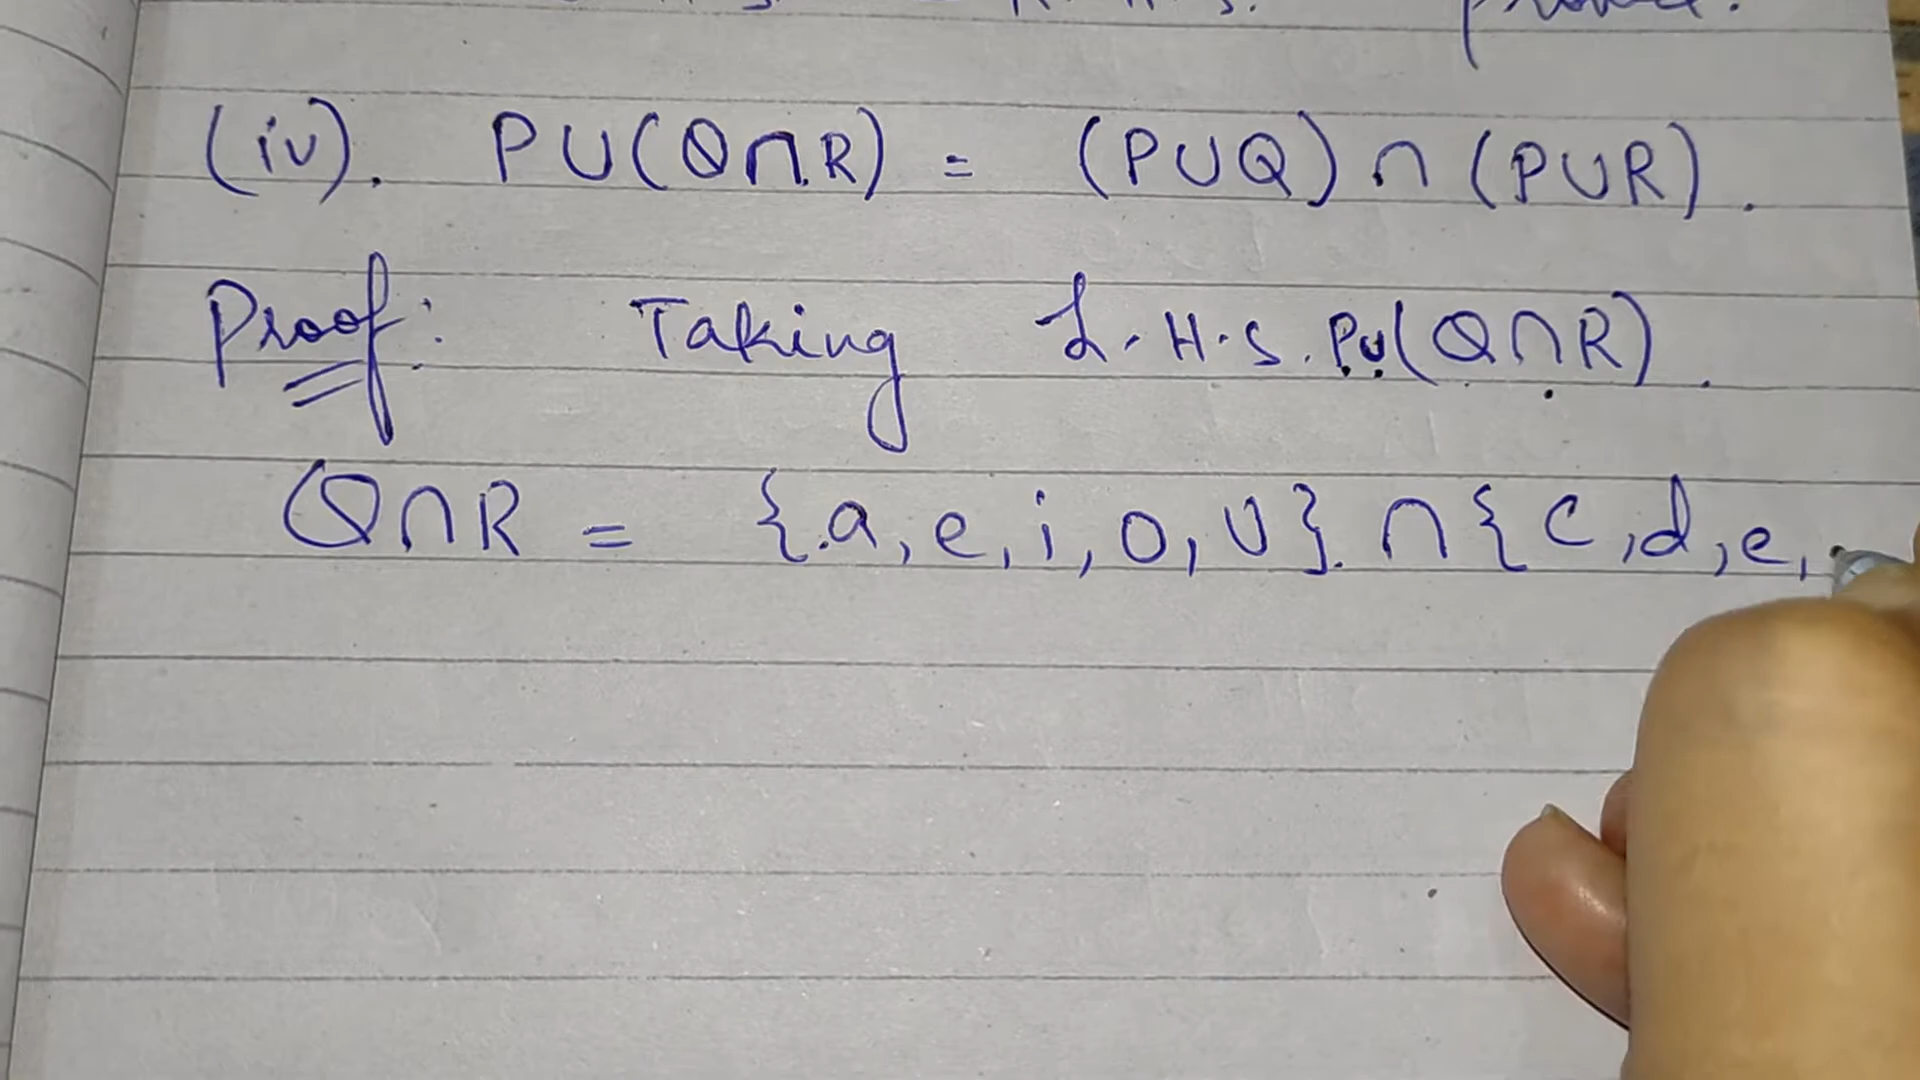 (iv). P∪(Q∩R) = (P∪Q)∩(P∪R).
Proof: Taking L.H.S. P∪(Q∩R).
Q∩R = {a,e,i,o,u}∩{c,d,e,